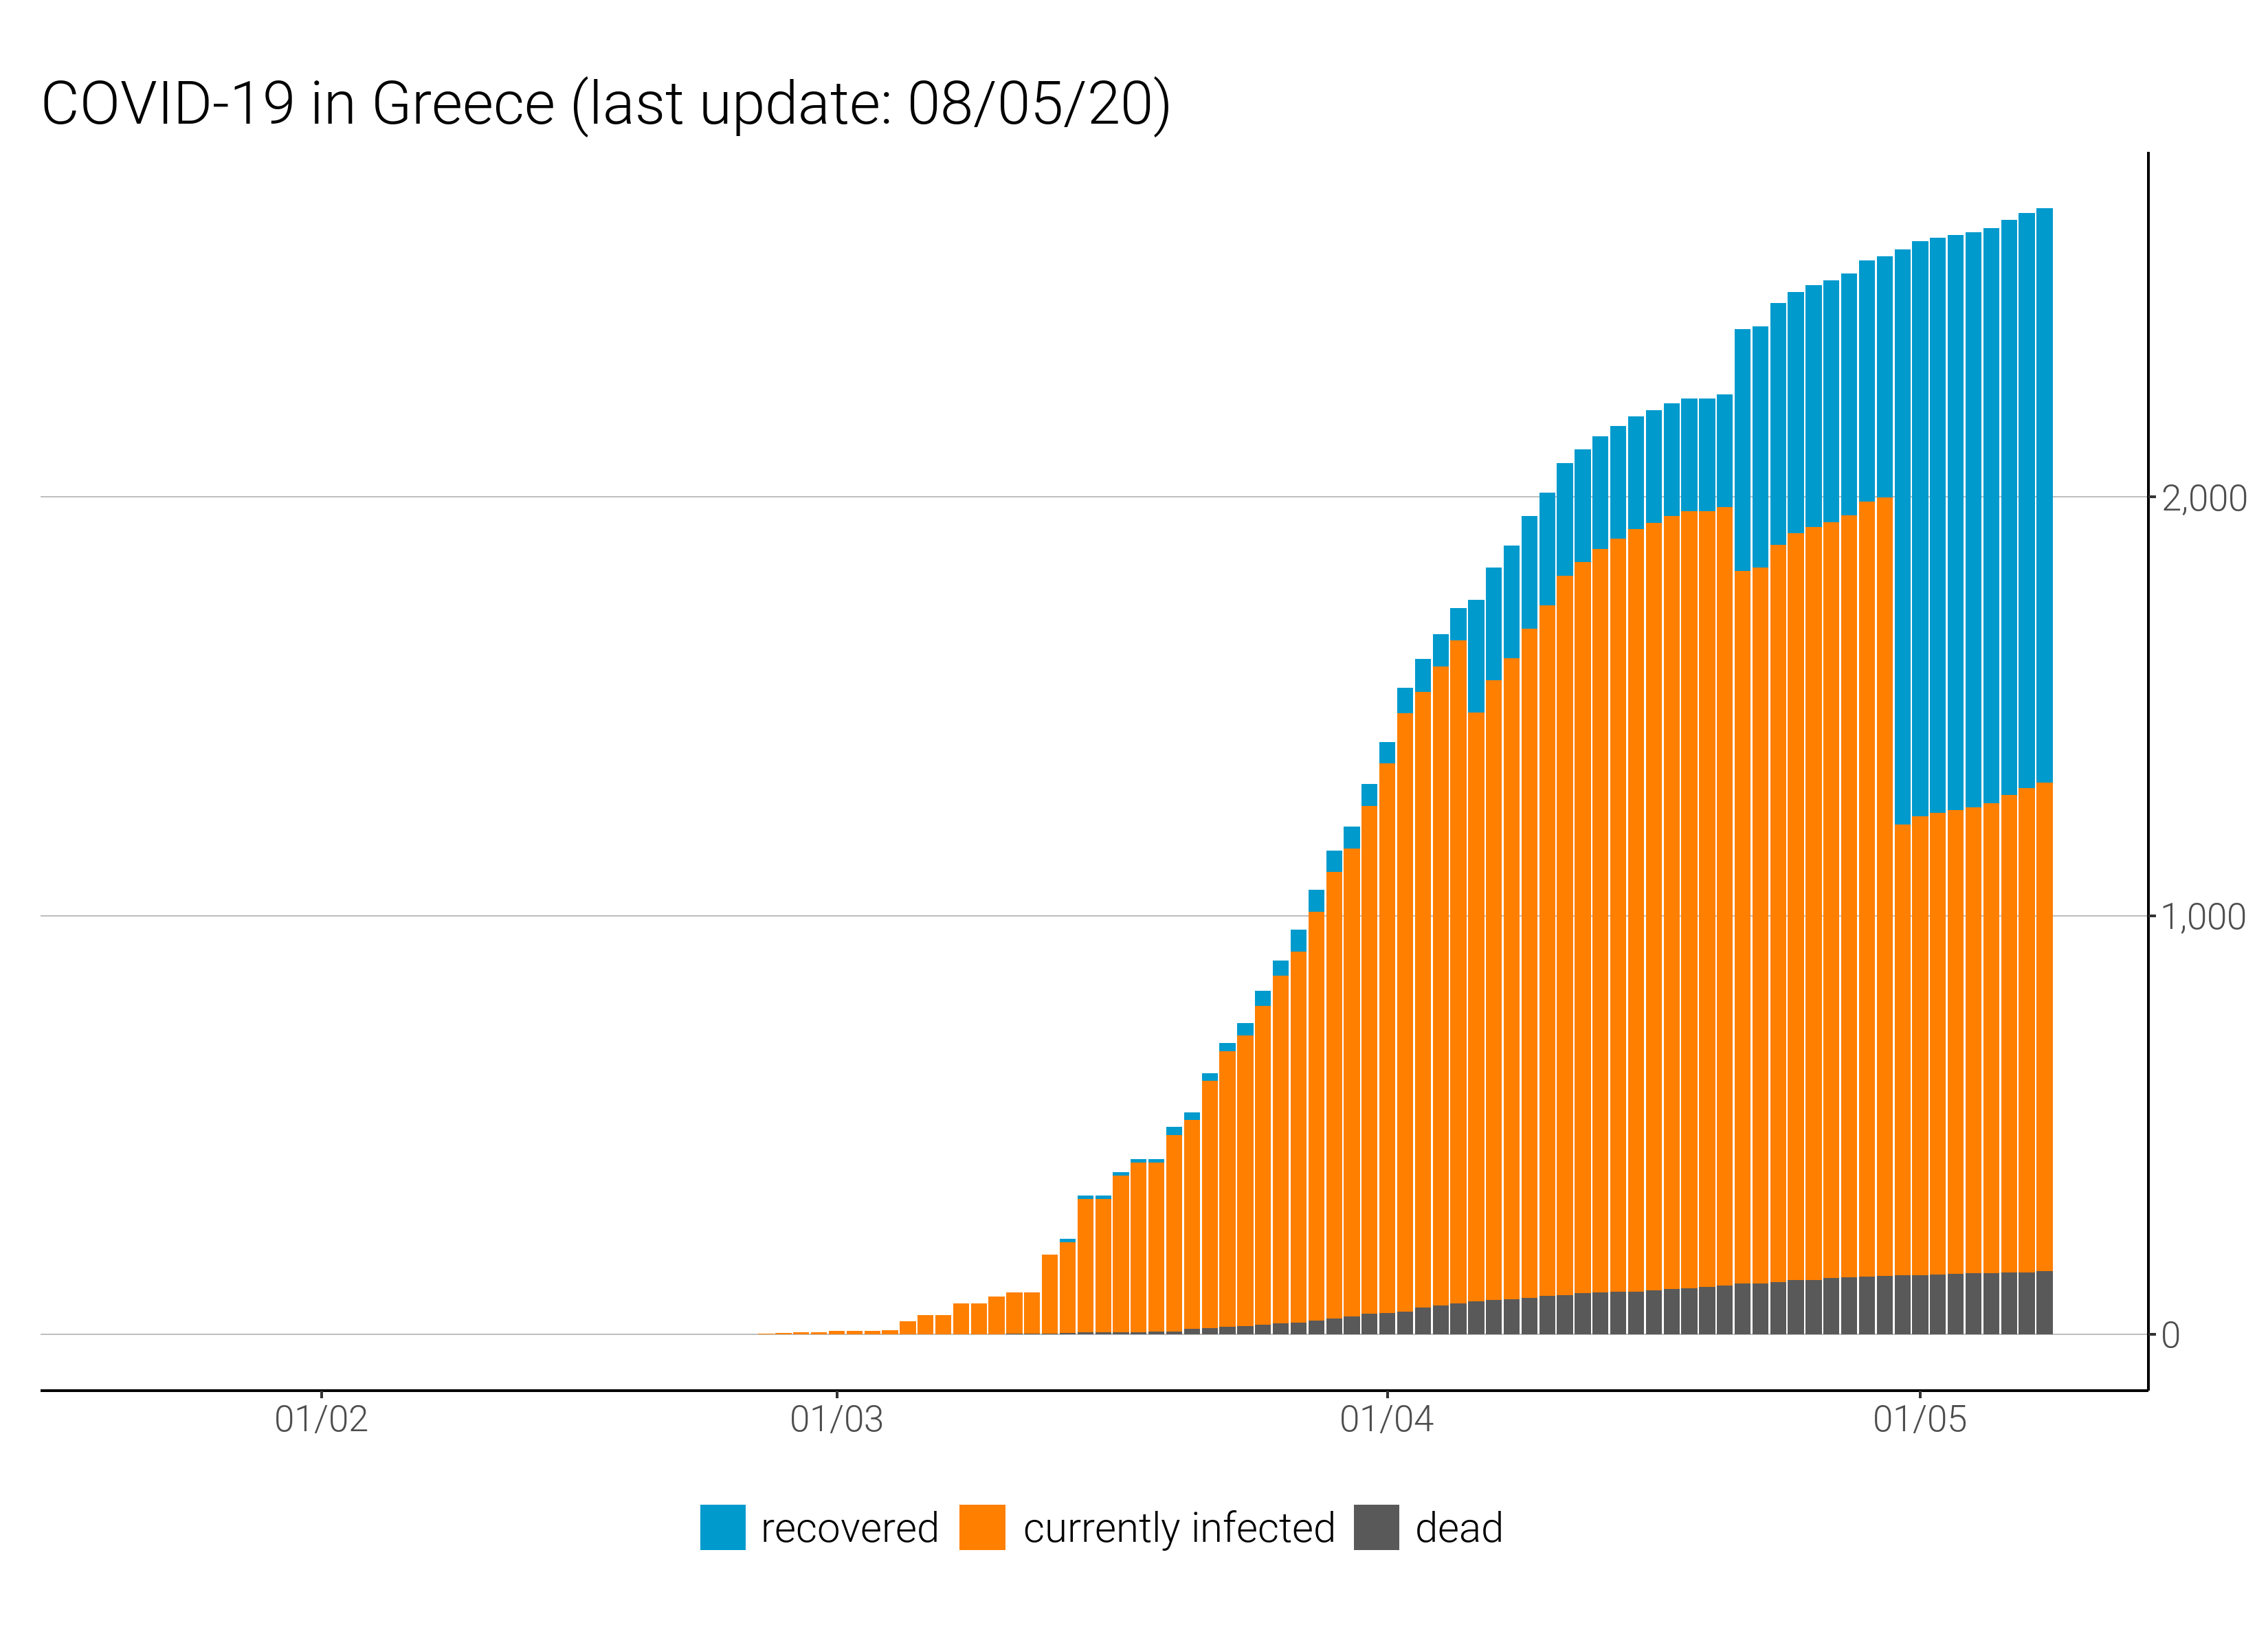 COVID-19 in Greece (last update: 08/05/20)
2,000
1,000
0
01/02 01/03 01/04 01/05
recovered currently infected dead